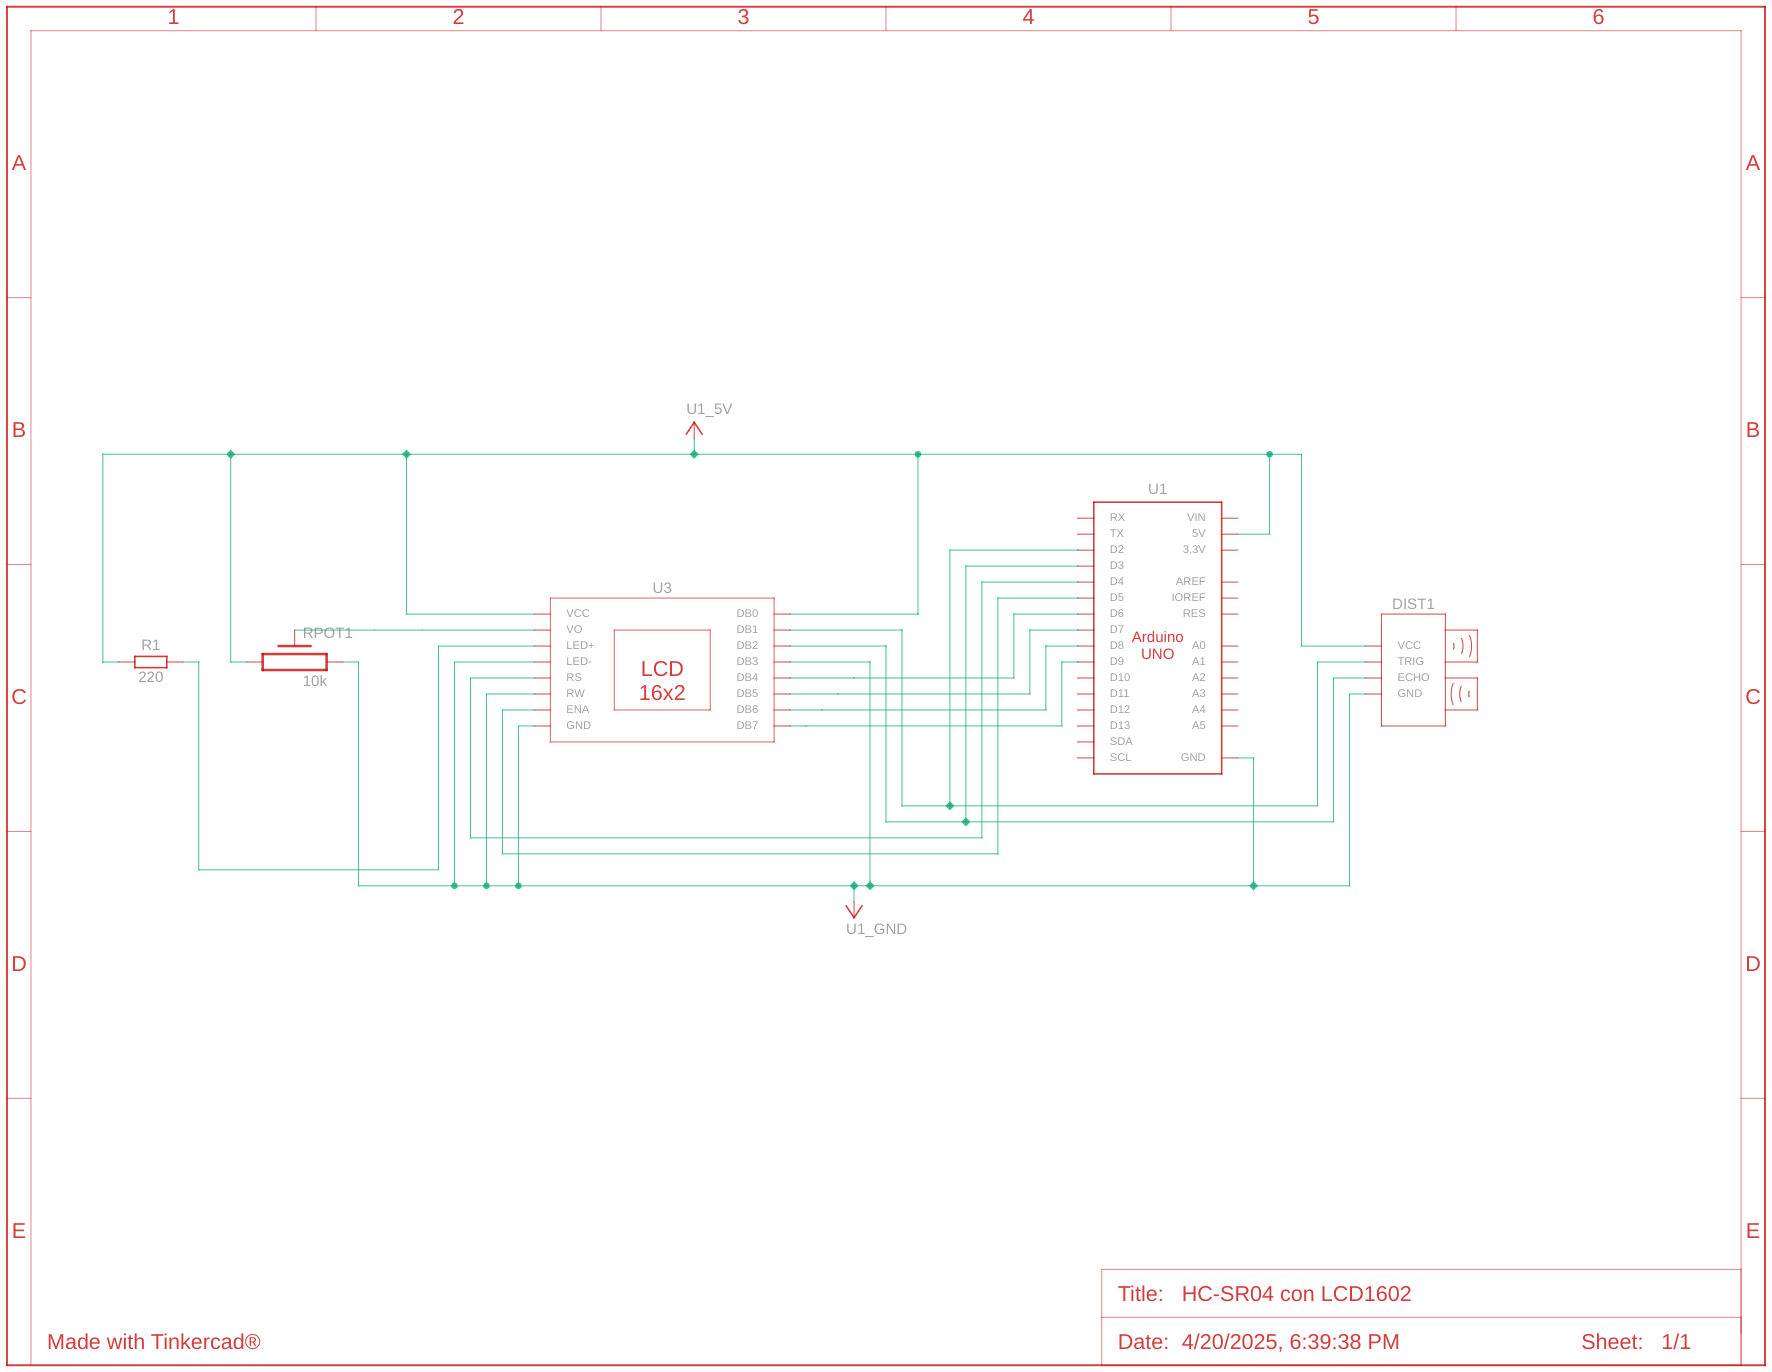 1 2 3 4 5 6
A A
B B
C C
D D
E E
U1_5V
R1
220
RPOT1
10k
U3
VCC DB0
VO DB1
LED+ DB2
LED- DB3
RS DB4
RW DB5
ENA DB6
GND DB7
LCD
16x2
U1
RX VIN
TX 5V
D2 3.3V
D3
D4 AREF
D5 IOREF
D6 RES
D7
D8 A0
D9 A1
D10 A2
D11 A3
D12 A4
D13 A5
SDA
SCL GND
Arduino
UNO
DIST1
VCC
TRIG
ECHO
GND
U1_GND
Title: HC-SR04 con LCD1602
Date: 4/20/2025, 6:39:38 PM Sheet: 1/1
Made with Tinkercad®